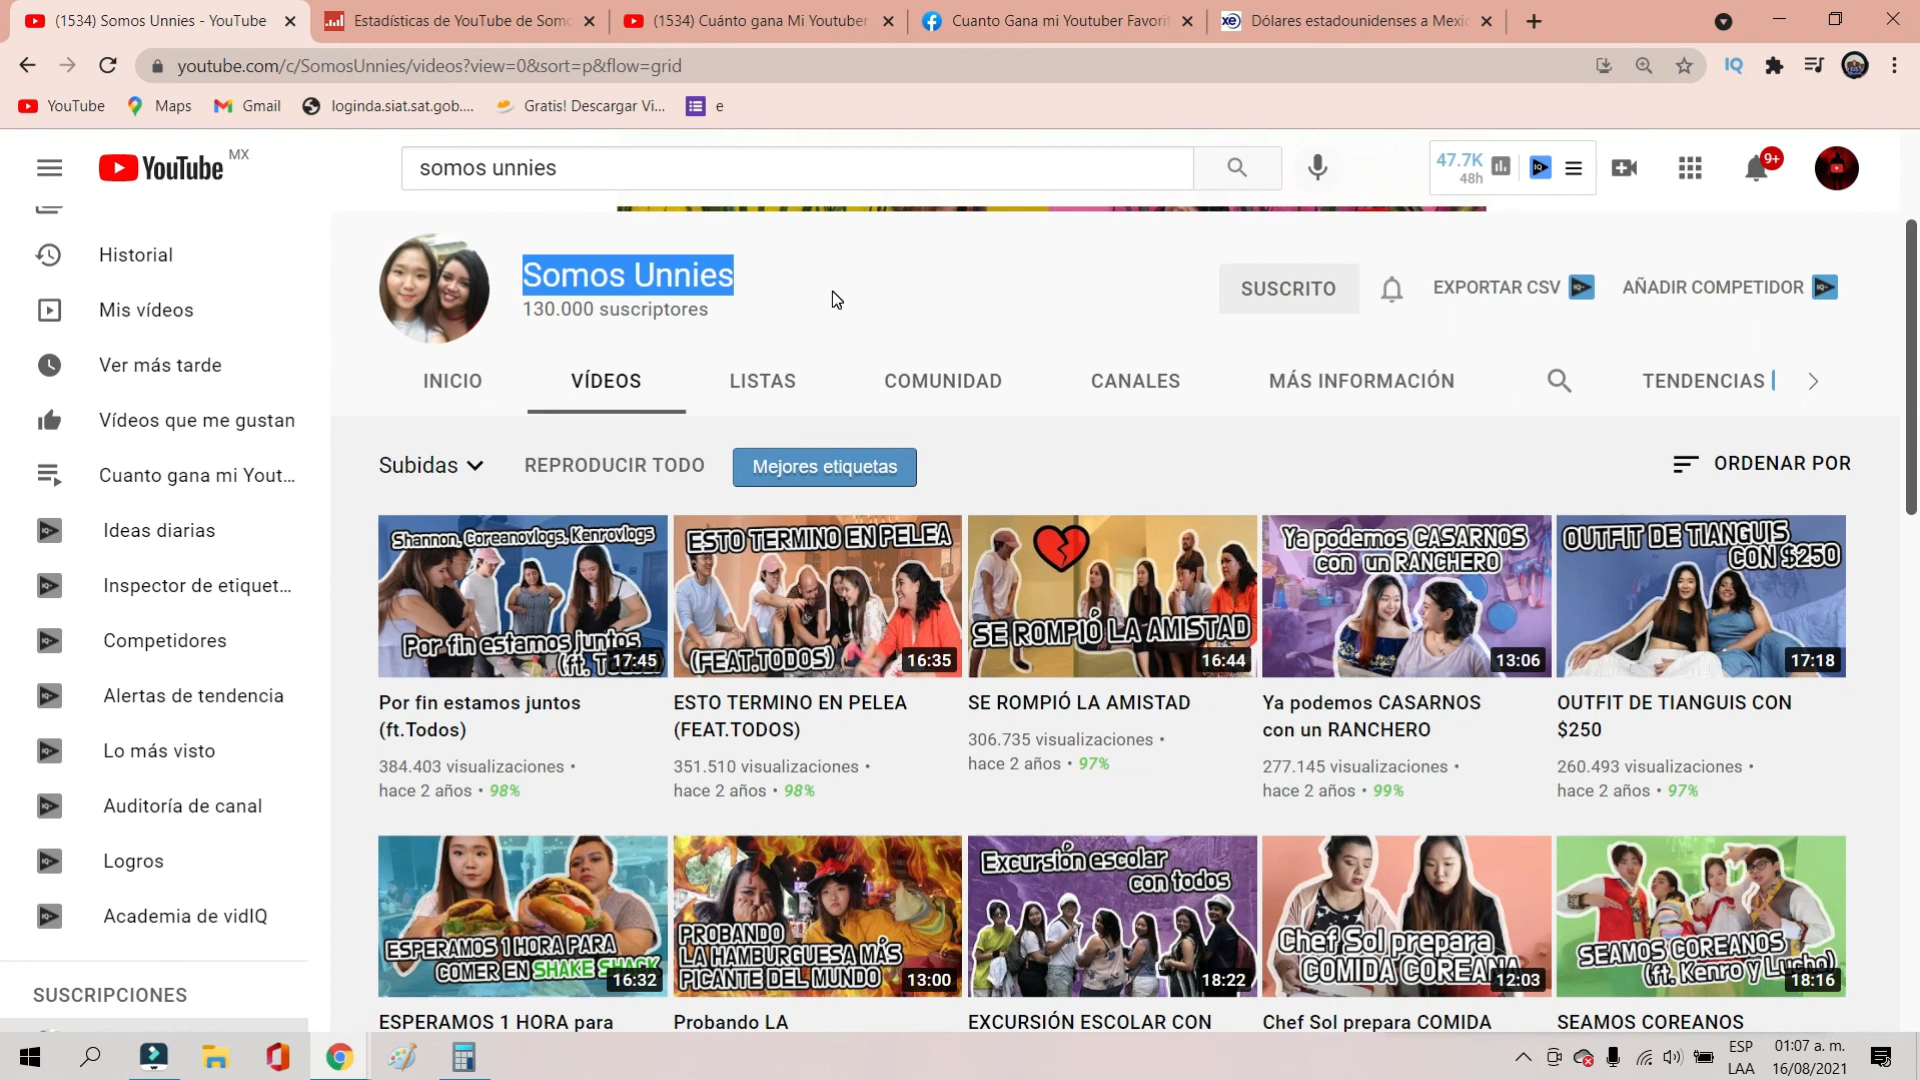 (1534) Somos Unnies - YouTube
Estadísticas de YouTube de Somo
(1534) Cuánto gana Mi Youtuber
Cuanto Gana mi Youtuber Favorit
Dólares estadounidenses a Mexic
youtube.com/c/SomosUnnies/videos?view=0&sort=p&flow=grid
IQ
YouTube
Maps
Gmail
loginda.siat.sat.gob....
Gratis! Descargar Vi...
e
YouTube MX
somos unnies
47.7K
48h
9+
Historial
Mis vídeos
Ver más tarde
Vídeos que me gustan
Cuanto gana mi Yout...
Ideas diarias
Inspector de etiquet...
Competidores
Alertas de tendencia
Lo más visto
Auditoría de canal
Logros
Academia de vidIQ
SUSCRIPCIONES
Somos Unnies
130.000 suscriptores
SUSCRITO
EXPORTAR CSV
AÑADIR COMPETIDOR
INICIO
VÍDEOS
LISTAS
COMUNIDAD
CANALES
MÁS INFORMACIÓN
TENDENCIAS
Subidas
REPRODUCIR TODO
Mejores etiquetas
ORDENAR POR
Shannon, Coreanovlogs, Kenrovlogs
Por fin estamos juntos
(ft. T
17:45
ESTO TERMINO EN PELEA
(FEAT.TODOS)
16:35
SE ROMPIÓ LA AMISTAD
16:44
Ya podemos CASARNOS
con un RANCHERO
13:06
OUTFIT DE TIANGUIS
CON $250
17:18
Por fin estamos juntos
(ft.Todos)
384.403 visualizaciones •
hace 2 años • 98%
ESTO TERMINO EN PELEA
(FEAT.TODOS)
351.510 visualizaciones •
hace 2 años • 98%
SE ROMPIÓ LA AMISTAD
306.735 visualizaciones •
hace 2 años • 97%
Ya podemos CASARNOS
con un RANCHERO
277.145 visualizaciones •
hace 2 años • 99%
OUTFIT DE TIANGUIS CON
$250
260.493 visualizaciones •
hace 2 años • 97%
ESPERAMOS 1 HORA PARA
COMER EN SHAKE SHACK
16:32
PROBANDO
LA HAMBURGUESA MÁS
PICANTE DEL MUNDO
13:00
Excursión escolar
con todos
18:22
Chef Sol prepara
COMIDA COREANA
12:03
SEAMOS COREANOS
(ft. Kenro y Lucho)
18:16
ESPERAMOS 1 HORA para
Probando LA
EXCURSIÓN ESCOLAR CON
Chef Sol prepara COMIDA
SEAMOS COREANOS
ESP
LAA
01:07 a. m.
16/08/2021